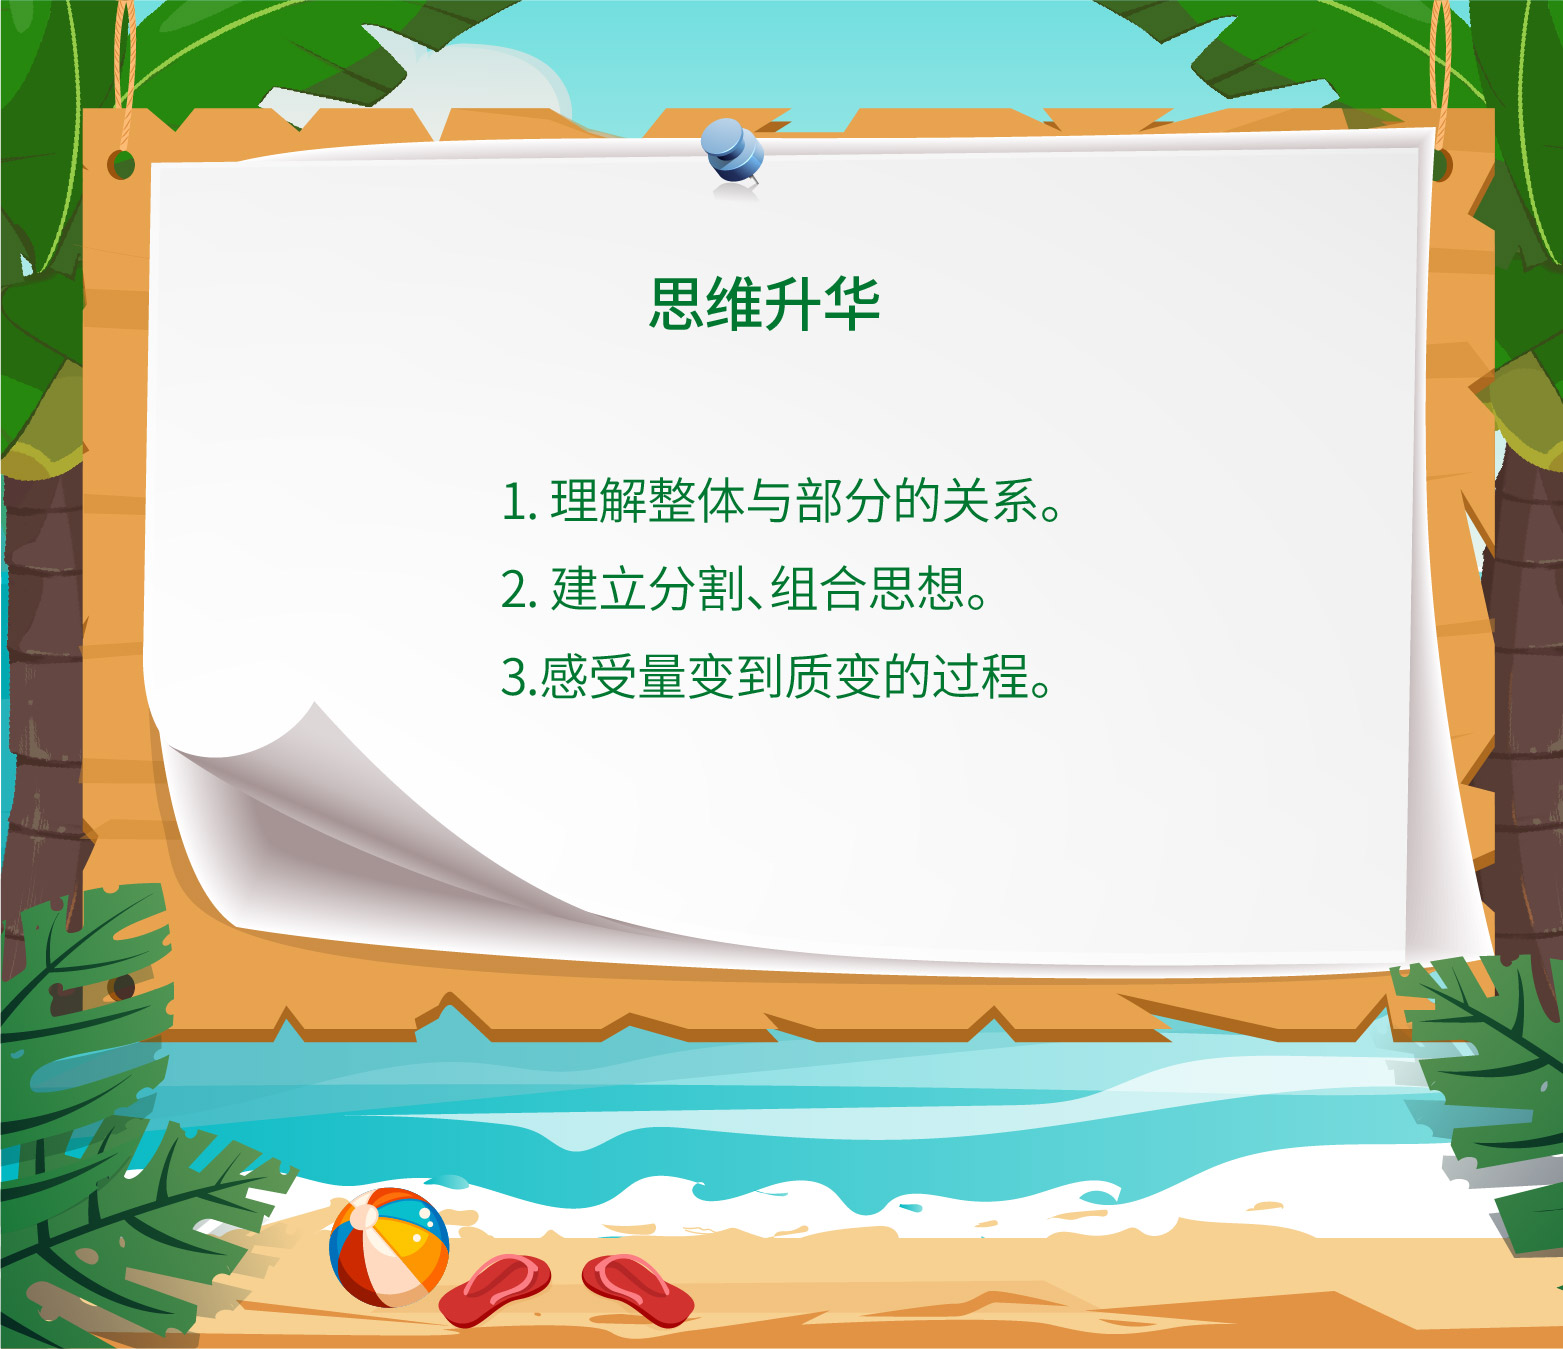 思维升华
1. 理解整体与部分的关系。
2. 建立分割、组合思想。
3.感受量变到质变的过程。